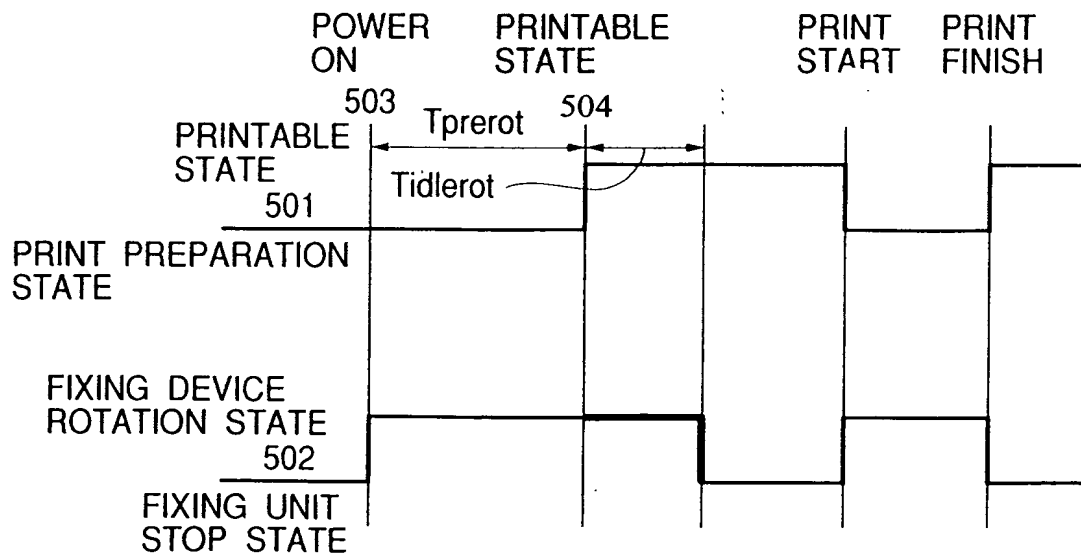 POWER ON
PRINTABLE STATE
PRINT START
PRINT FINISH
503
504
Tprerot
PRINTABLE STATE
Tidlerot
501
PRINT PREPARATION STATE
FIXING DEVICE ROTATION STATE
502
FIXING UNIT STOP STATE